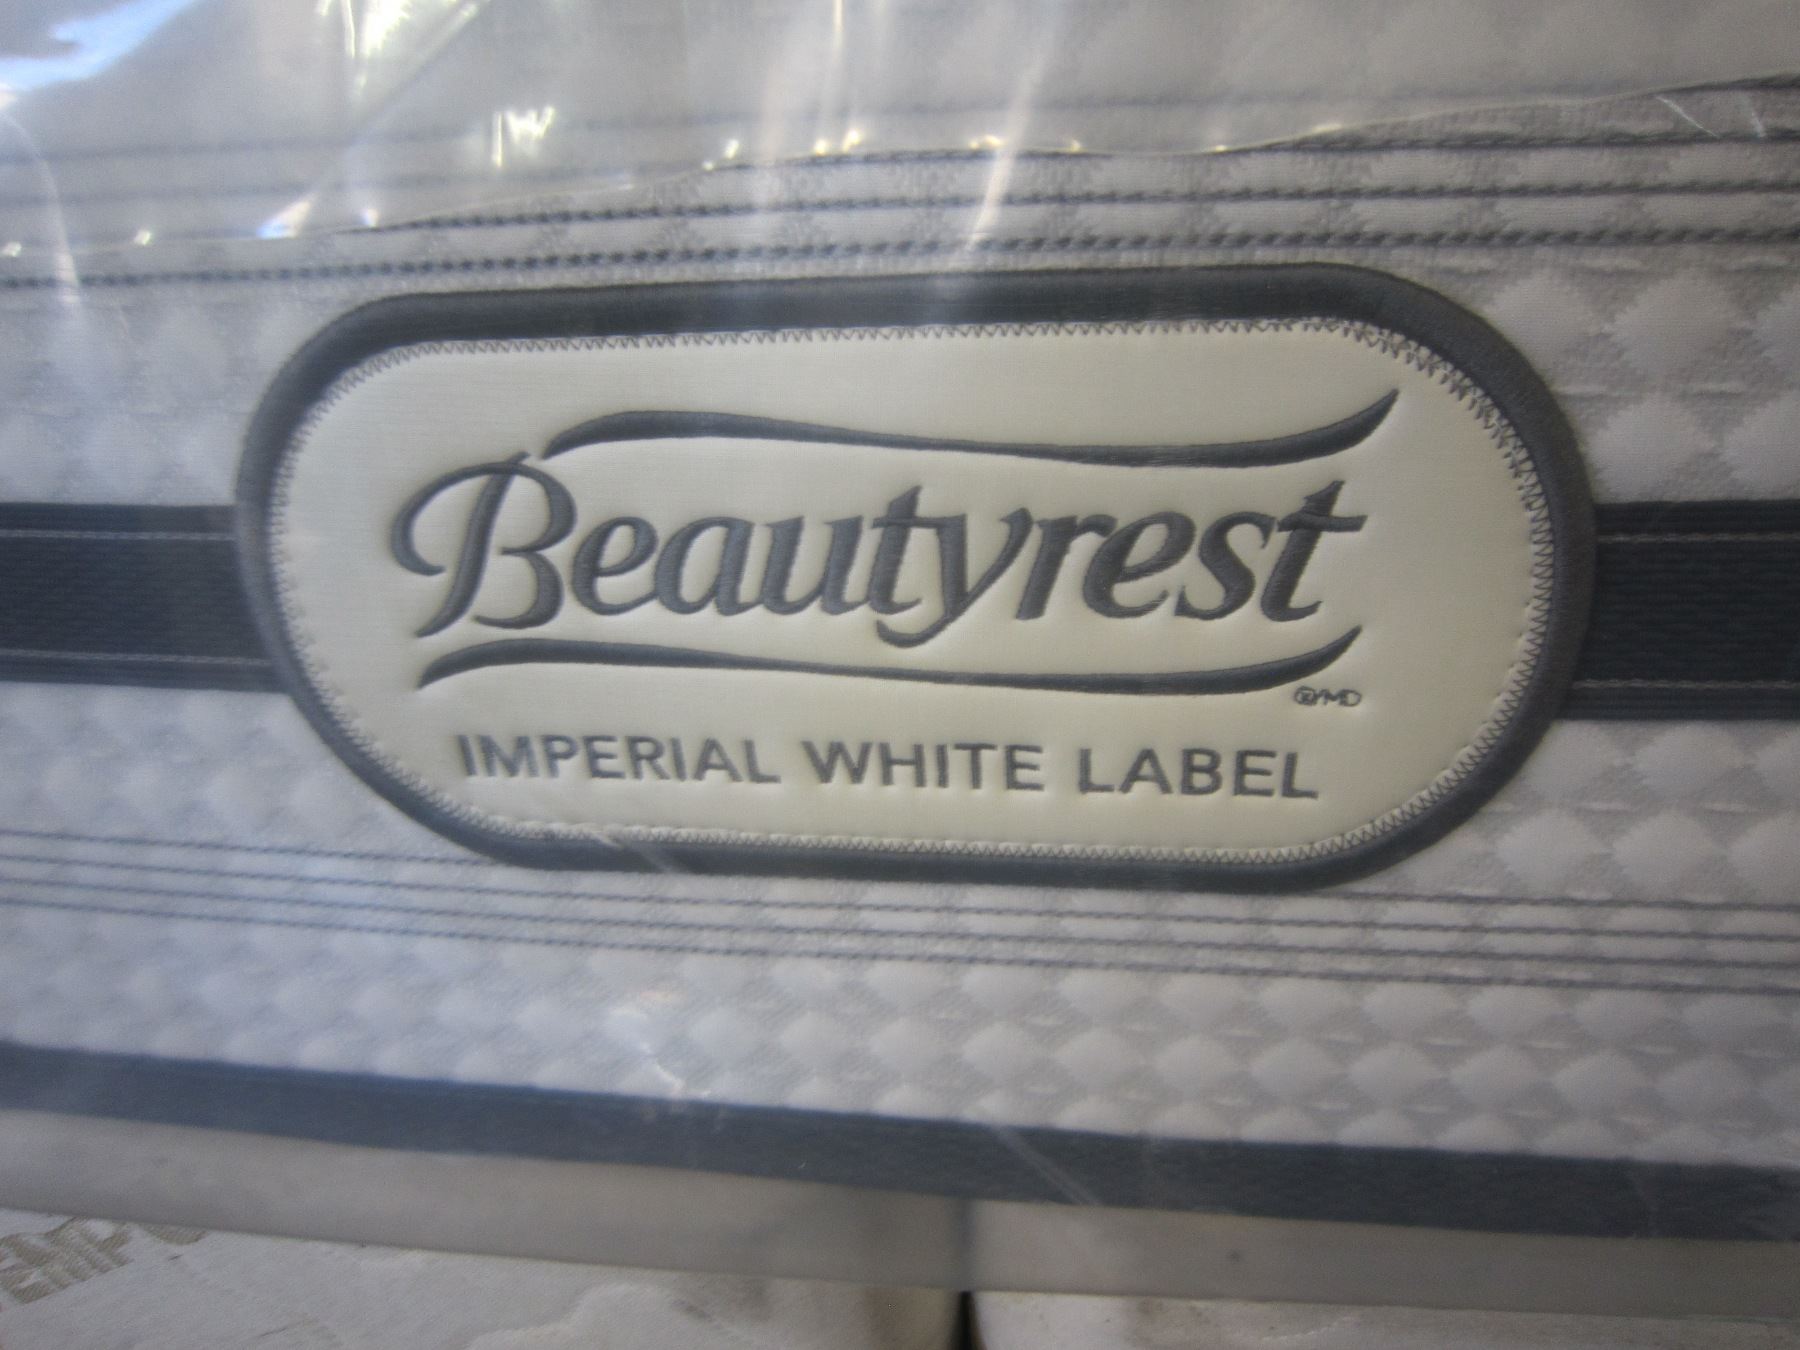 Beautyrest
®/MD
IMPERIAL WHITE LABEL